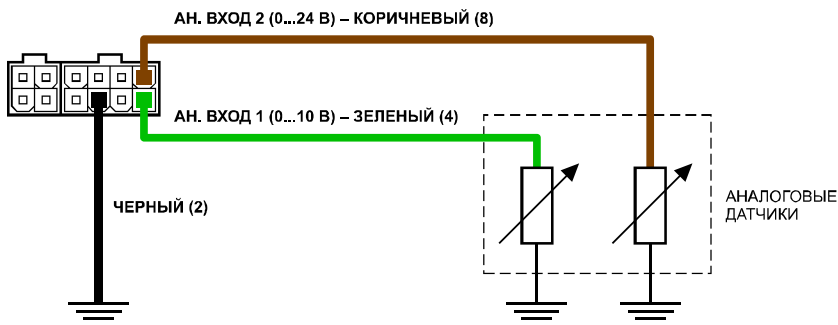 АН. ВХОД 2 (0...24 В) – КОРИЧНЕВЫЙ (8)
АН. ВХОД 1 (0...10 В) – ЗЕЛЕНЫЙ (4)
ЧЕРНЫЙ (2)
АНАЛОГОВЫЕ
ДАТЧИКИ